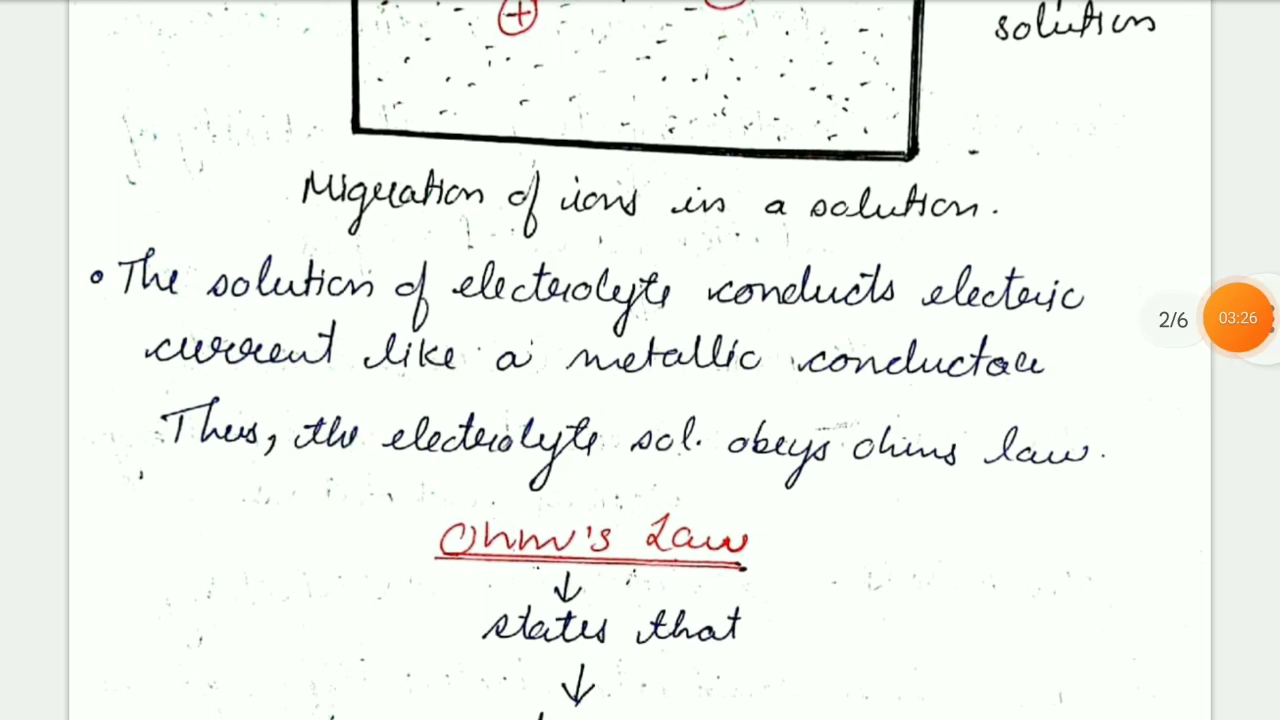 +
solution
Migration of ions in a solution.
• The solution of electrolyte conducts electric
current like a metallic conductor
Thus, the electrolyte sol. obeys ohms law.
Ohm's Law
↓
states that
↓
2/6
03:26